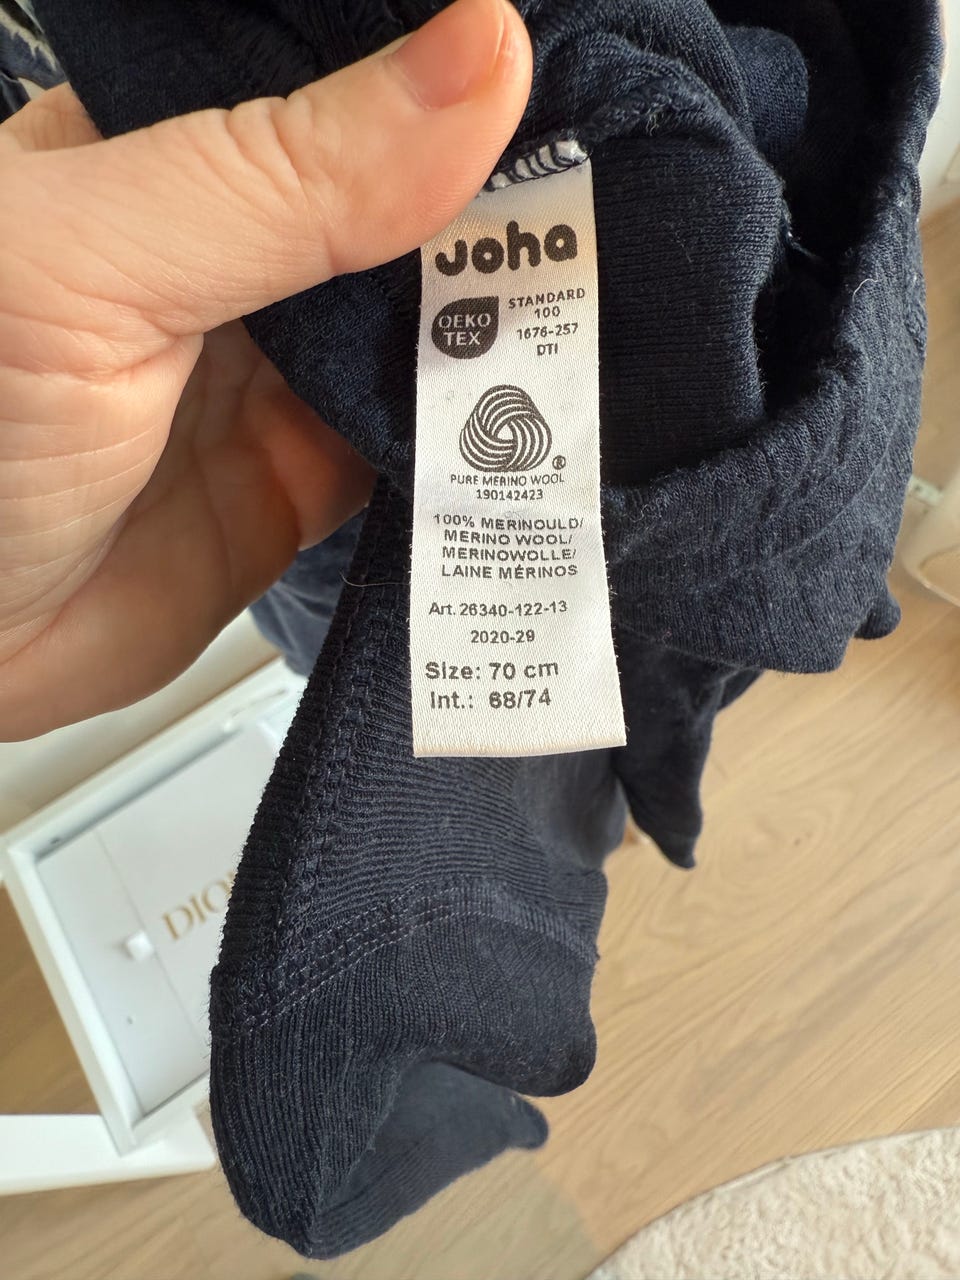 Joha
OEKO
TEX
STANDARD
100
1676-257
DTI
®
PURE MERINO WOOL
190142423
100% MERINOULD/
MERINO WOOL/
MERINOWOLLE/
LAINE MÉRINOS
Art. 26340-122-13
2020-29
Size: 70 cm
Int.: 68/74